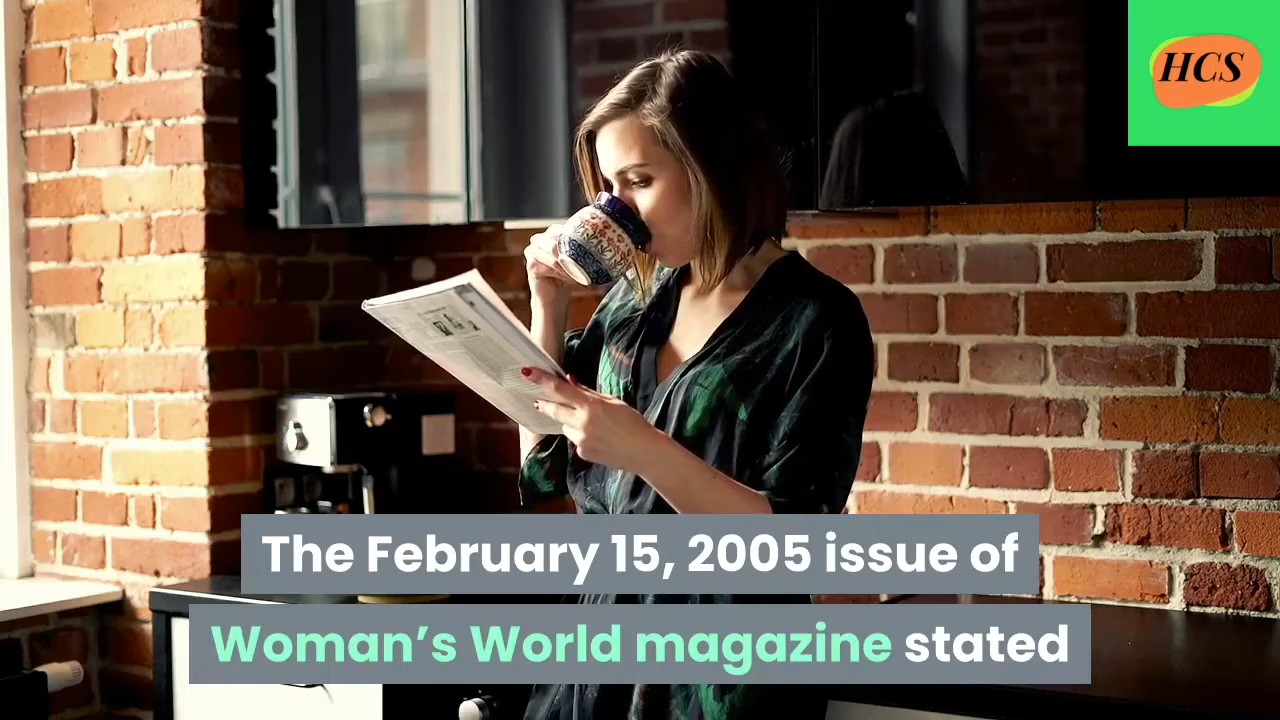 HCS
The February 15, 2005 issue of
Woman’s World magazine stated